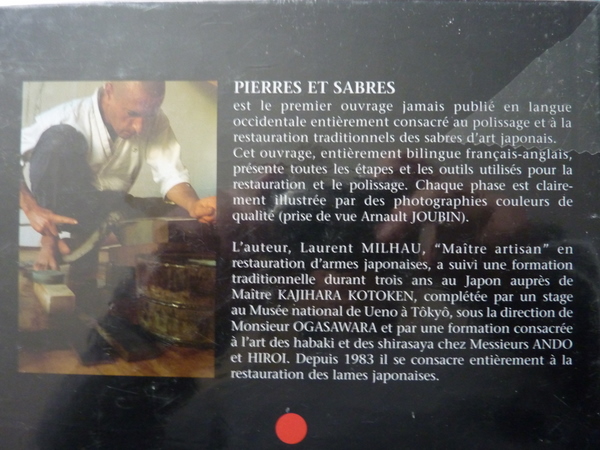 PIERRES ET SABRES
est le premier ouvrage jamais publié en langue
occidentale entièrement consacré au polissage et à la
restauration traditionnels des sabres d'art japonais.
Cet ouvrage, entièrement bilingue français-anglais,
présente toutes les étapes et les outils utilisés pour la
restauration et le polissage. Chaque phase est claire-
ment illustrée par des photographies couleurs de
qualité (prise de vue Arnault JOUBIN).
L'auteur, Laurent MILHAU, "Maître artisan" en
restauration d'armes japonaises, a suivi une formation
traditionnelle durant trois ans au Japon auprès de
Maître KAJIHARA KOTOKEN, complétée par un stage
au Musée national de Ueno à Tôkyô, sous la direction de
Monsieur OGASAWARA et par une formation consacrée
à l'art des habaki et des shirasaya chez Messieurs ANDO
et HIROI. Depuis 1983 il se consacre entièrement à la
restauration des lames japonaises.